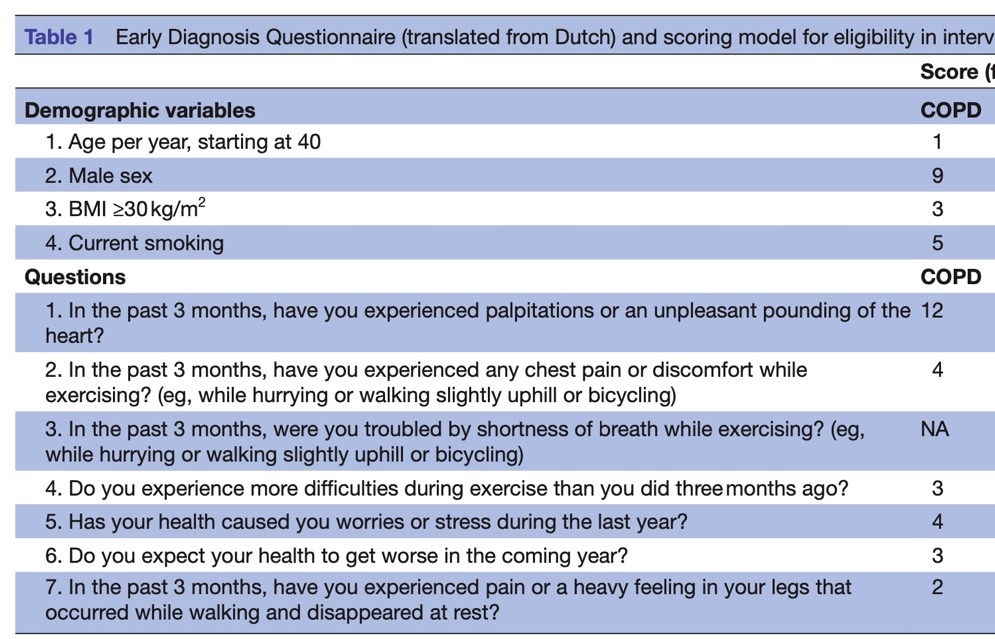 Table 1 Early Diagnosis Questionnaire (translated from Dutch) and scoring model for eligibility in interv
Score (f
Demographic variables COPD
1. Age per year, starting at 40 1
2. Male sex 9
3. BMI ≥30 kg/m² 3
4. Current smoking 5
Questions COPD
1. In the past 3 months, have you experienced palpitations or an unpleasant pounding of the 12
heart?
2. In the past 3 months, have you experienced any chest pain or discomfort while 4
exercising? (eg, while hurrying or walking slightly uphill or bicycling)
3. In the past 3 months, were you troubled by shortness of breath while exercising? (eg, NA
while hurrying or walking slightly uphill or bicycling)
4. Do you experience more difficulties during exercise than you did three months ago? 3
5. Has your health caused you worries or stress during the last year? 4
6. Do you expect your health to get worse in the coming year? 3
7. In the past 3 months, have you experienced pain or a heavy feeling in your legs that 2
occurred while walking and disappeared at rest?